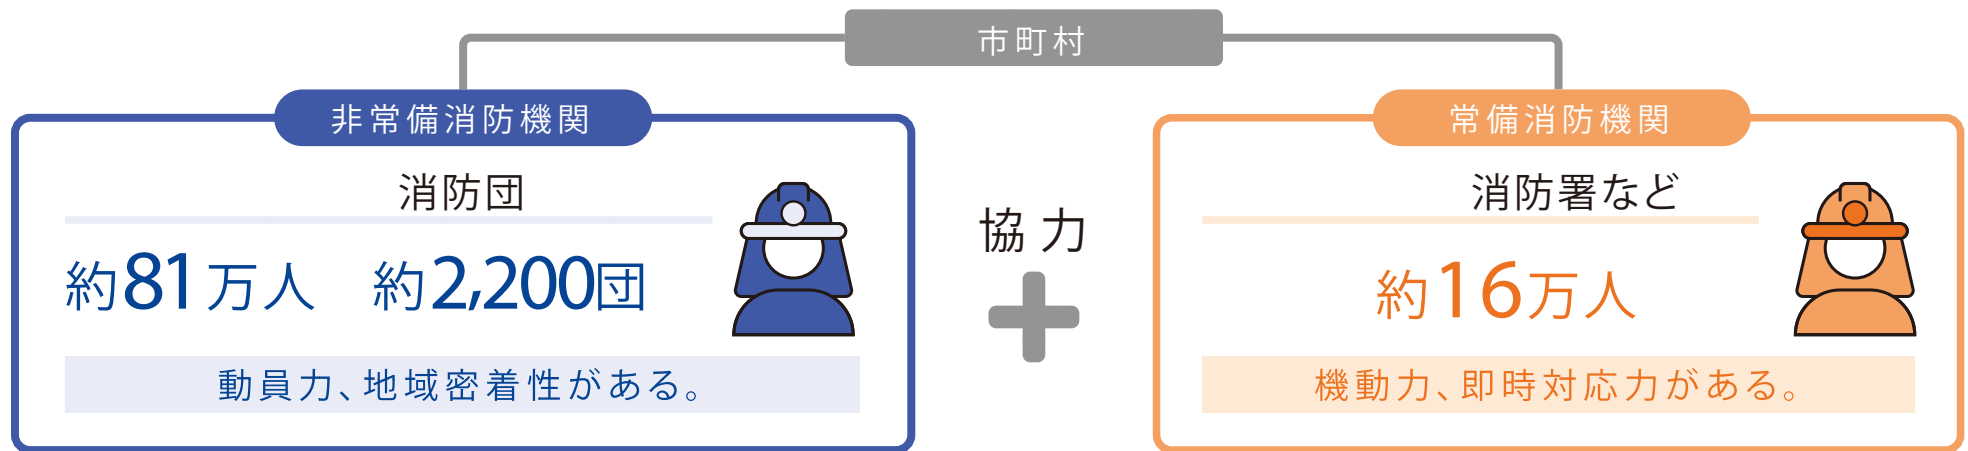 市町村
非常備消防機関
消防団
約81万人　約2,200団
動員力、地域密着性がある。
協力
常備消防機関
消防署など
約16万人
機動力、即時対応力がある。